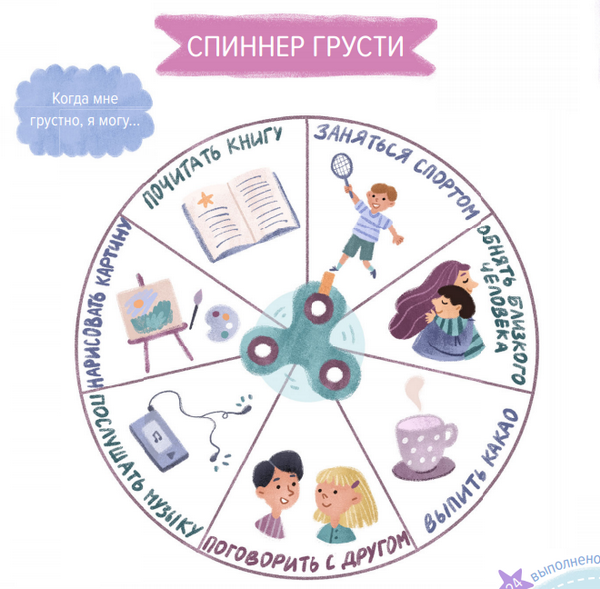 СПИННЕР ГРУСТИ
Когда мне
грустно, я могу...
ЗАНЯТЬСЯ СПОРТОМ
ОБНЯТЬ БЛИЗКОГО
ЧЕЛОВЕКА
ВЫПИТЬ КАКАО
ПОГОВОРИТЬ С ДРУГОМ
ПОСЛУШАТЬ МУЗЫКУ
НАРИСОВАТЬ КАРТИНУ
ПОЧИТАТЬ КНИГУ
24
выполнено